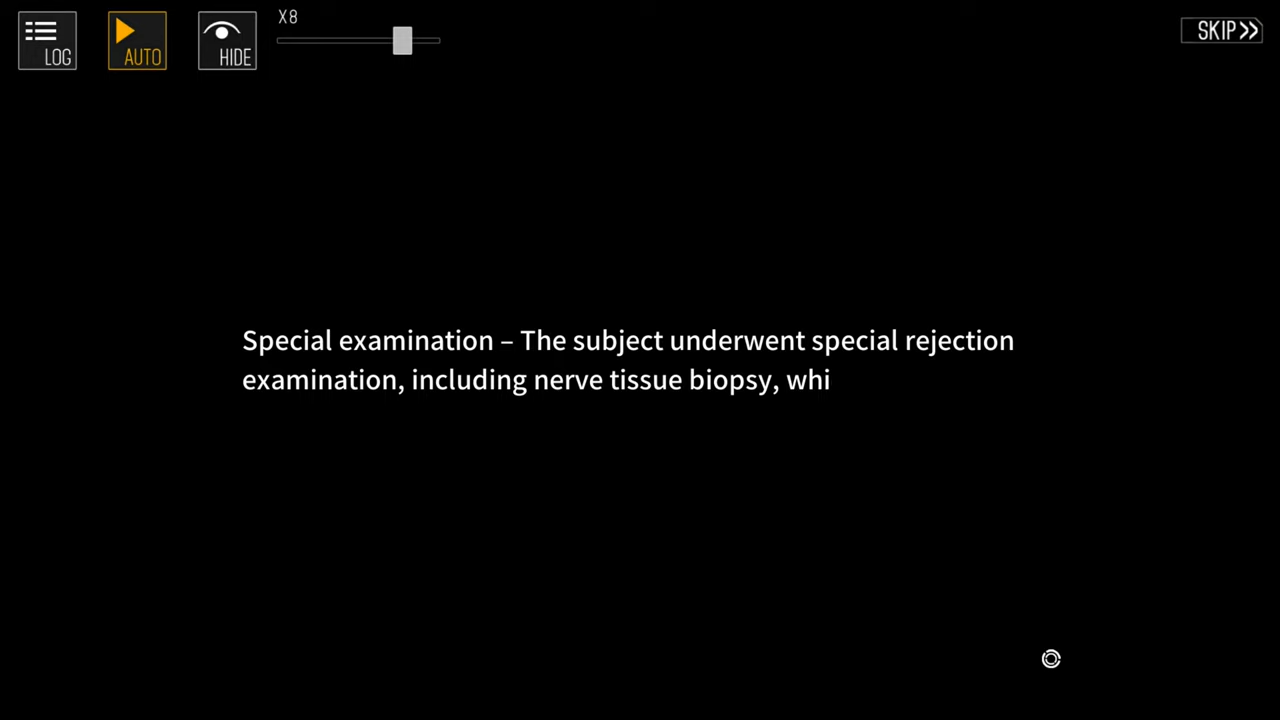 LOG
AUTO
HIDE
X8
SKIP
Special examination – The subject underwent special rejection
examination, including nerve tissue biopsy, whi